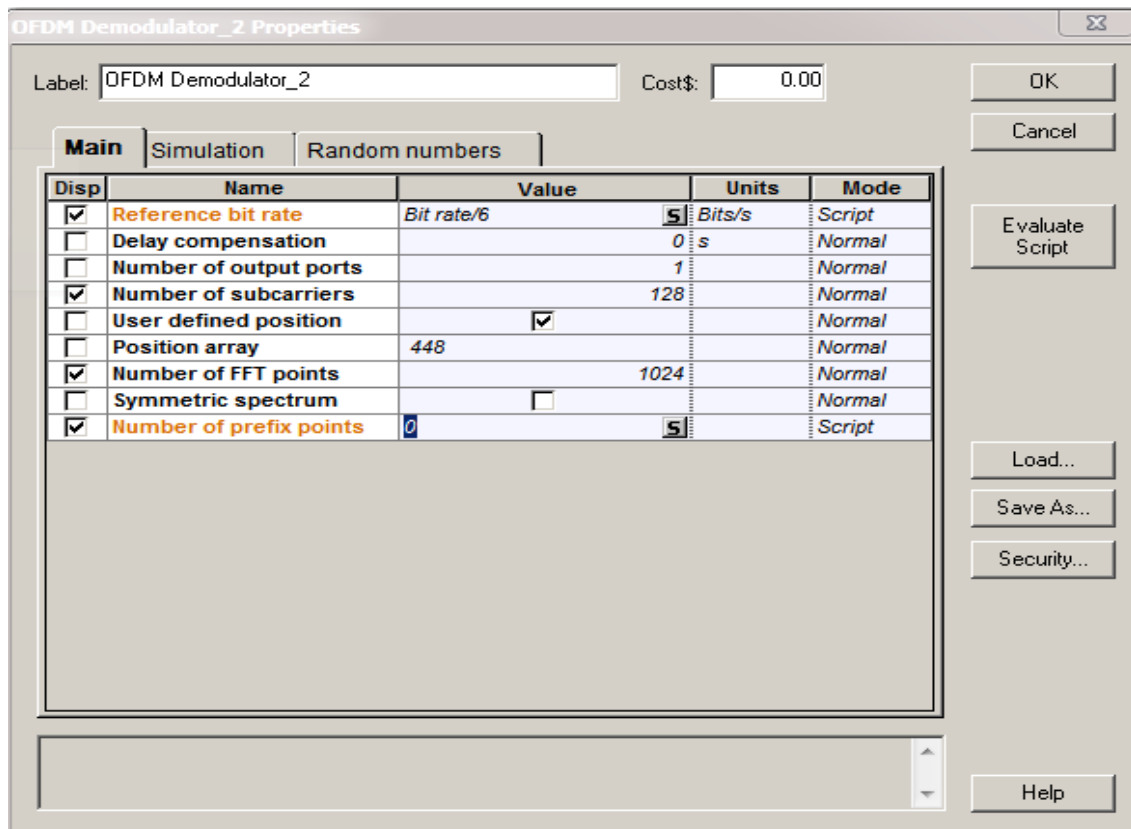 OFDM Demodulator_2 Properties
Label: OFDM Demodulator_2 Cost$: 0.00 OK
Cancel
Main Simulation Random numbers
Disp Name Value Units Mode
Reference bit rate Bit rate/6 S Bits/s Script
Delay compensation 0 s Normal
Number of output ports 1 Normal
Number of subcarriers 128 Normal
User defined position Normal
Position array 448 Normal
Number of FFT points 1024 Normal
Symmetric spectrum Normal
Number of prefix points 0 S Script
Evaluate
Script
Load...
Save As...
Security...
Help